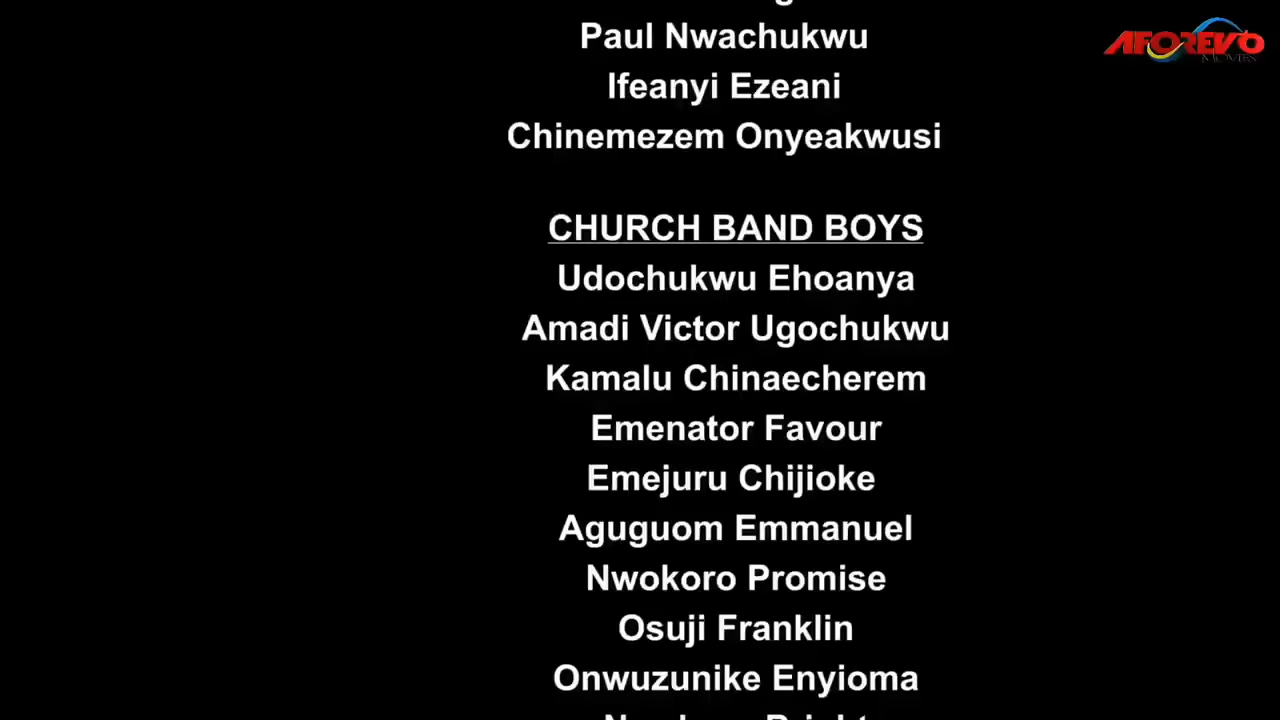 Paul Nwachukwu
Ifeanyi Ezeani
Chinemezem Onyeakwusi
CHURCH BAND BOYS
Udochukwu Ehoanya
Amadi Victor Ugochukwu
Kamalu Chinaecherem
Emenator Favour
Emejuru Chijioke
Aguguom Emmanuel
Nwokoro Promise
Osuji Franklin
Onwuzunike Enyioma
AFOREVO
MOVIES